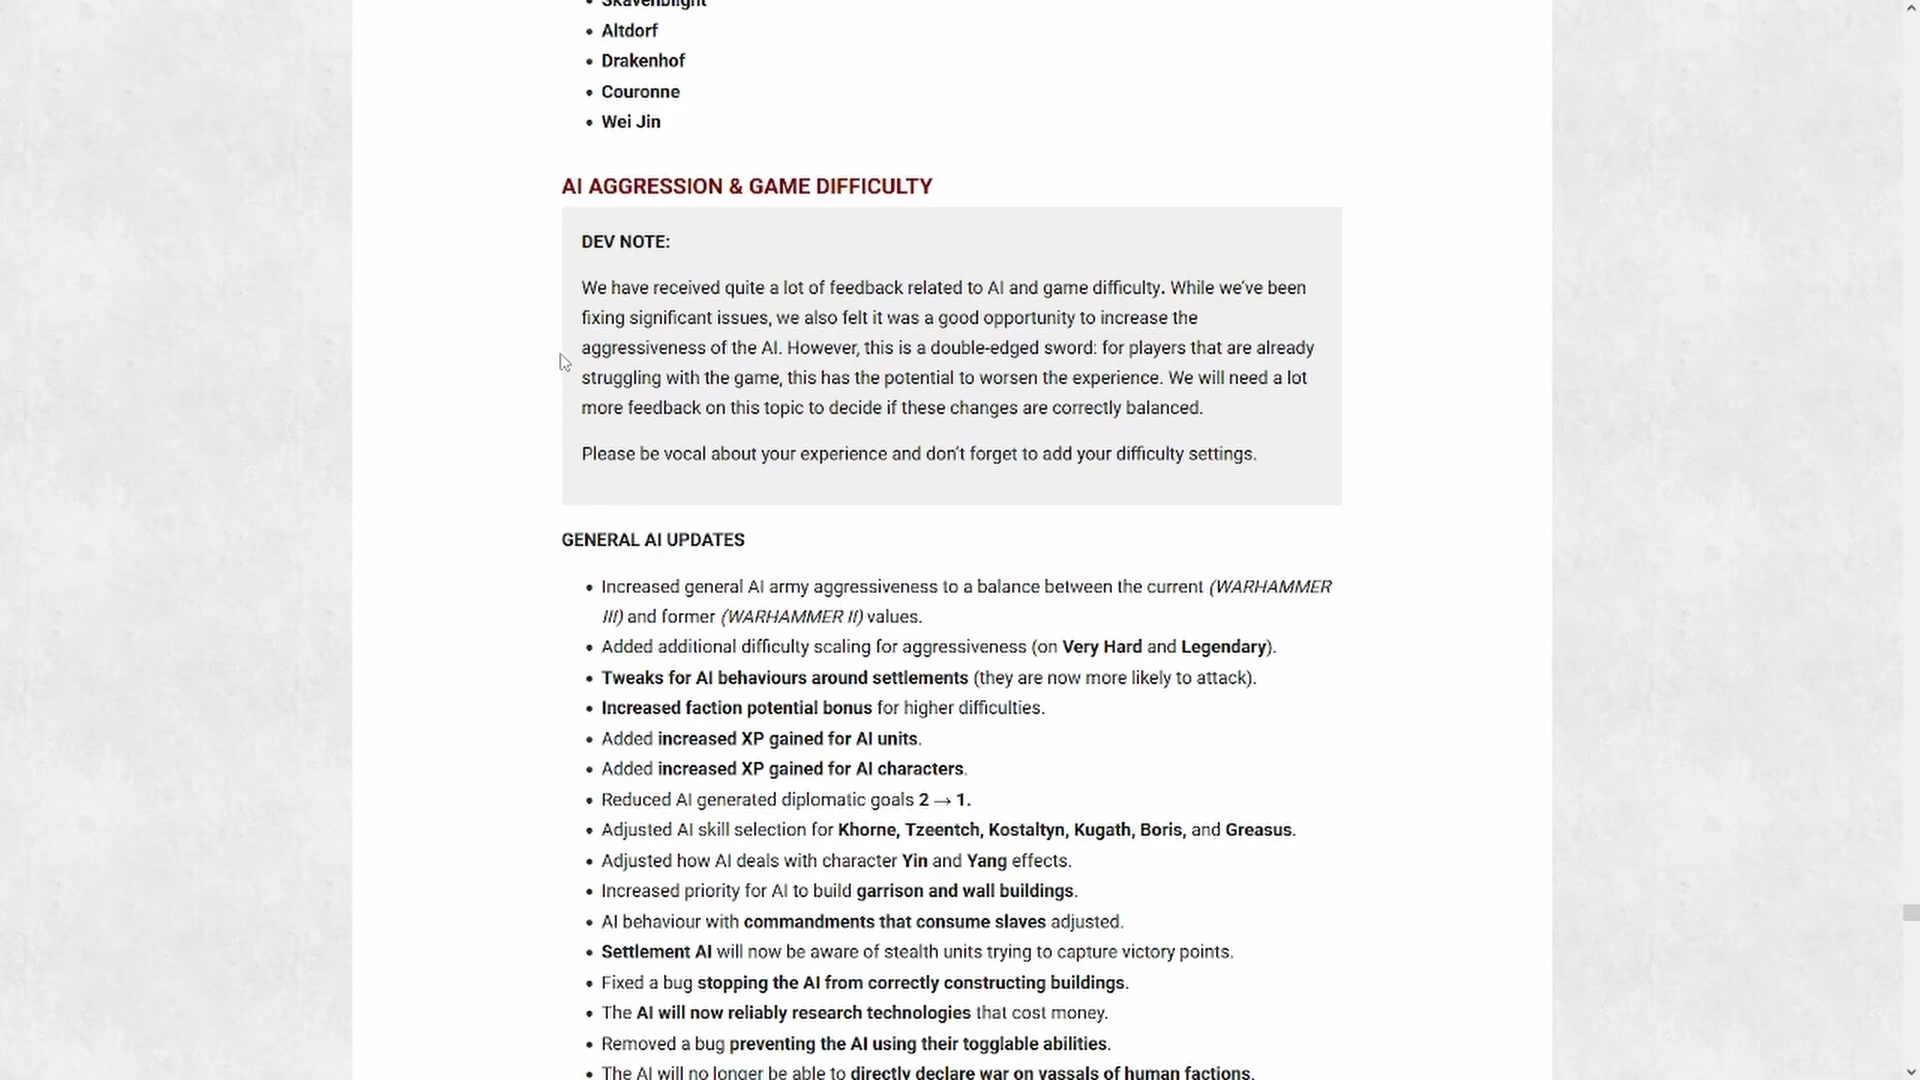 Skavenblight
Altdorf
Drakenhof
Couronne
Wei Jin
AI AGGRESSION & GAME DIFFICULTY
DEV NOTE:
We have received quite a lot of feedback related to AI and game difficulty. While we've been
fixing significant issues, we also felt it was a good opportunity to increase the
aggressiveness of the AI. However, this is a double-edged sword: for players that are already
struggling with the game, this has the potential to worsen the experience. We will need a lot
more feedback on this topic to decide if these changes are correctly balanced.
Please be vocal about your experience and don't forget to add your difficulty settings.
GENERAL AI UPDATES
• Increased general AI army aggressiveness to a balance between the current (WARHAMMER
III) and former (WARHAMMER II) values.
• Added additional difficulty scaling for aggressiveness (on Very Hard and Legendary).
• Tweaks for AI behaviours around settlements (they are now more likely to attack).
• Increased faction potential bonus for higher difficulties.
• Added increased XP gained for AI units.
• Added increased XP gained for AI characters.
• Reduced AI generated diplomatic goals 2 → 1.
• Adjusted AI skill selection for Khorne, Tzeentch, Kostaltyn, Kugath, Boris, and Greasus.
• Adjusted how AI deals with character Yin and Yang effects.
• Increased priority for AI to build garrison and wall buildings.
• AI behaviour with commandments that consume slaves adjusted.
• Settlement AI will now be aware of stealth units trying to capture victory points.
• Fixed a bug stopping the AI from correctly constructing buildings.
• The AI will now reliably research technologies that cost money.
• Removed a bug preventing the AI using their togglable abilities.
• The AI will no longer be able to directly declare war on vassals of human factions.